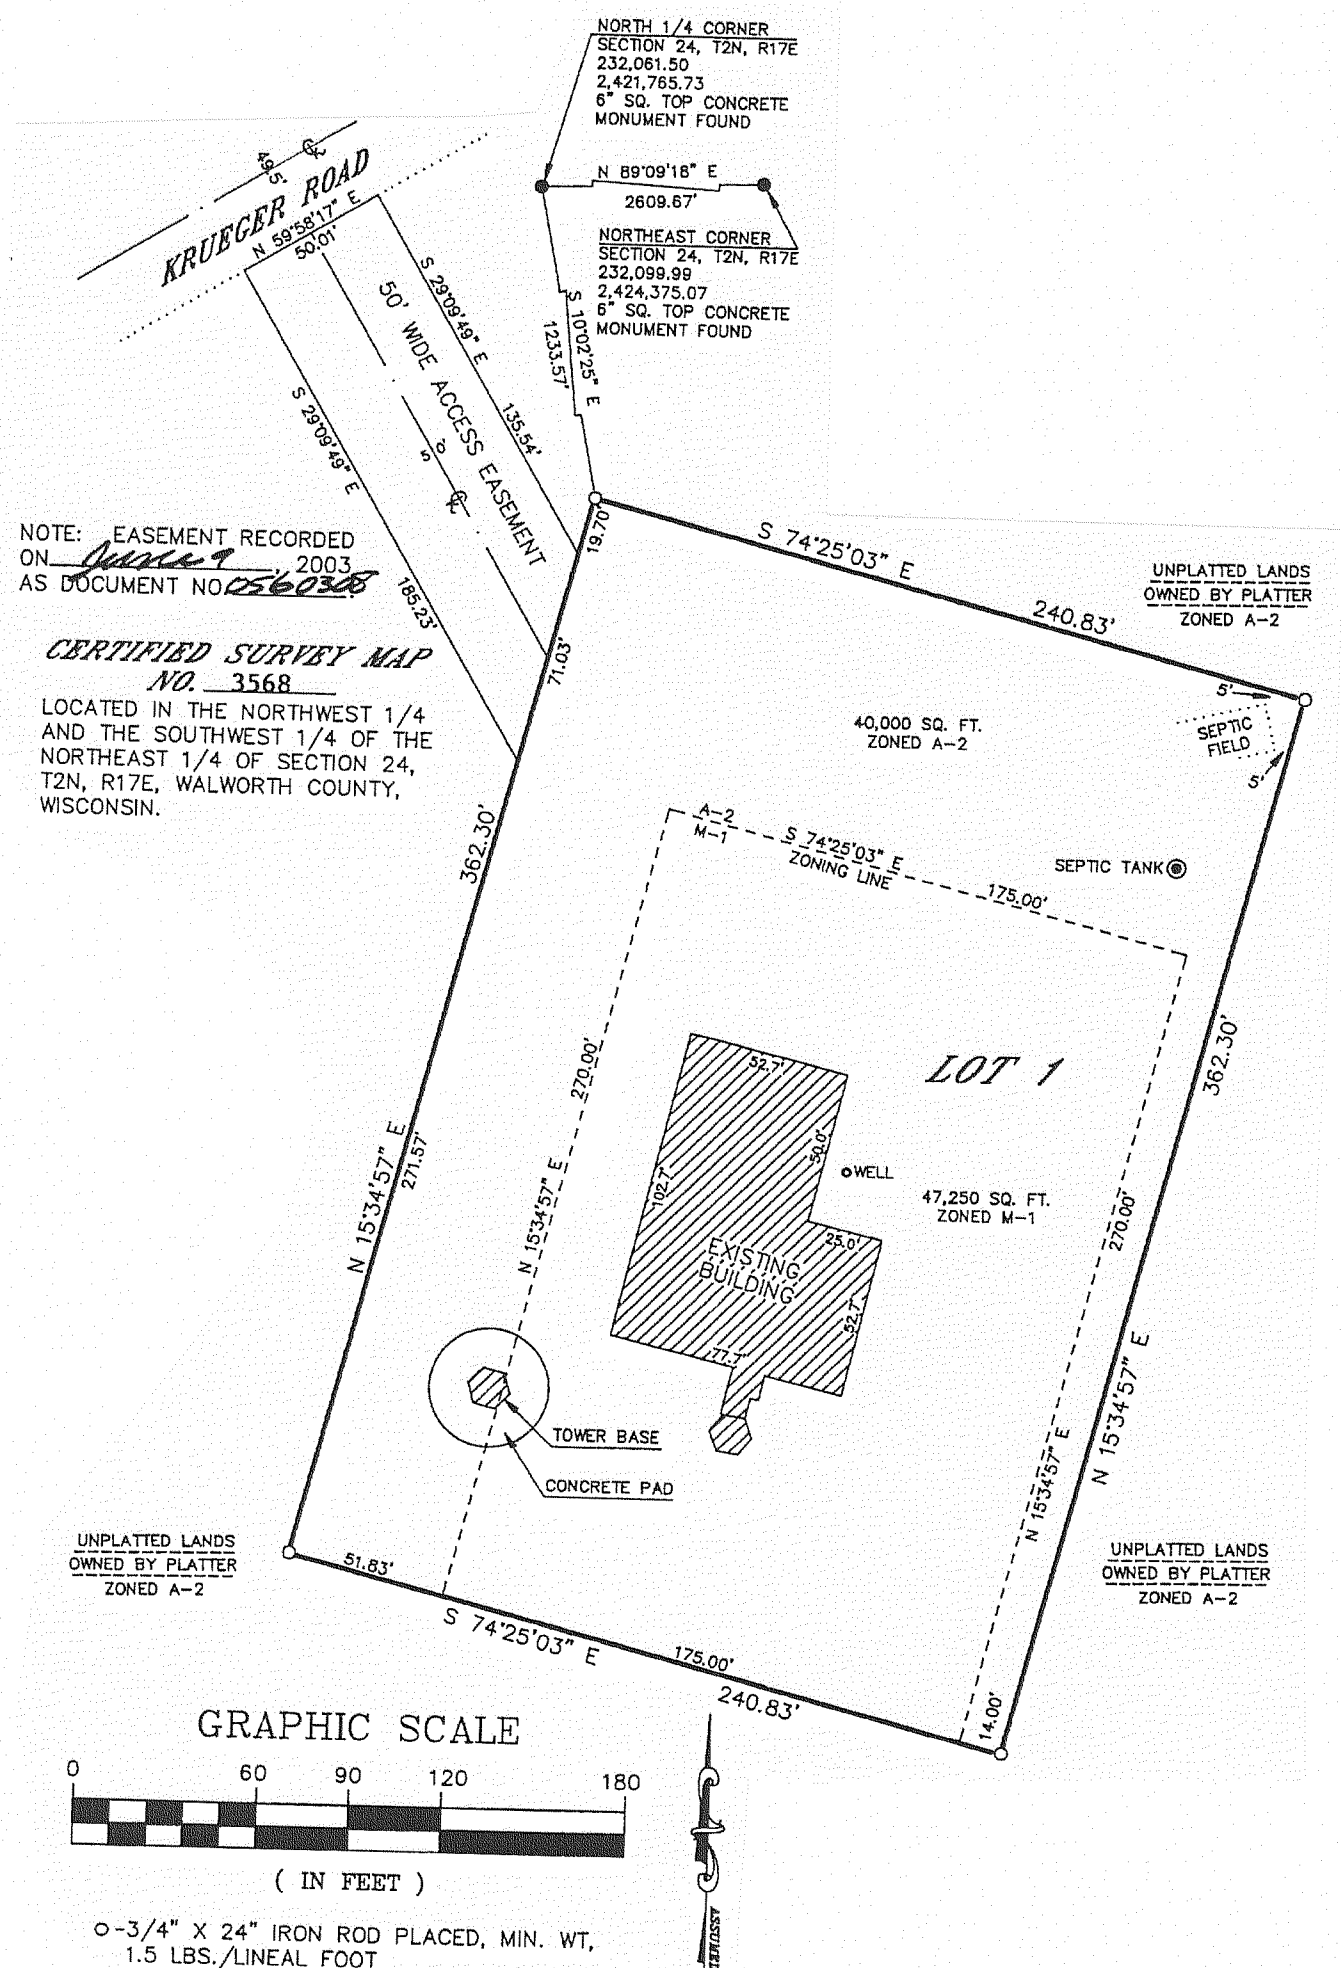 NORTH 1/4 CORNER
SECTION 24, T2N, R17E
232,061.50
2,421,765.73
6" SQ. TOP CONCRETE
MONUMENT FOUND
N 89°09'18" E
2609.67'
NORTHEAST CORNER
SECTION 24, T2N, R17E
232,099.99
2,424,375.07
6" SQ. TOP CONCRETE
MONUMENT FOUND
49.5'
KRUEGER ROAD
N 59°58'17" E
50.01'
S 29°09'49" E
135.54'
50' WIDE ACCESS EASEMENT
S 29°09'49" E
185.23'
S 10°02'25" E
1233.57'
NOTE: EASEMENT RECORDED
ON June 9, 2003
AS DOCUMENT NO 0560308
CERTIFIED SURVEY MAP
NO. 3568
LOCATED IN THE NORTHWEST 1/4
AND THE SOUTHWEST 1/4 OF THE
NORTHEAST 1/4 OF SECTION 24,
T2N, R17E, WALWORTH COUNTY,
WISCONSIN.
19.70'
71.03'
S 74°25'03" E
240.83'
UNPLATTED LANDS
OWNED BY PLATTER
ZONED A-2
5'
SEPTIC
FIELD
5'
40,000 SQ. FT.
ZONED A-2
A-2
M-1
S 74°25'03" E
ZONING LINE
175.00'
SEPTIC TANK
362.30'
N 15°34'57" E
271.57'
270.00'
N 15°34'57" E
52.7'
50.0'
102.7'
25.0'
52.7'
77.7'
EXISTING
BUILDING
WELL
LOT 1
47,250 SQ. FT.
ZONED M-1
362.30'
270.00'
N 15°34'57" E
N 15°34'57" E
TOWER BASE
CONCRETE PAD
UNPLATTED LANDS
OWNED BY PLATTER
ZONED A-2
UNPLATTED LANDS
OWNED BY PLATTER
ZONED A-2
51.83'
S 74°25'03" E
175.00'
240.83'
14.00'
GRAPHIC SCALE
0 60 90 120 180
( IN FEET )
O-3/4" X 24" IRON ROD PLACED, MIN. WT,
1.5 LBS./LINEAL FOOT